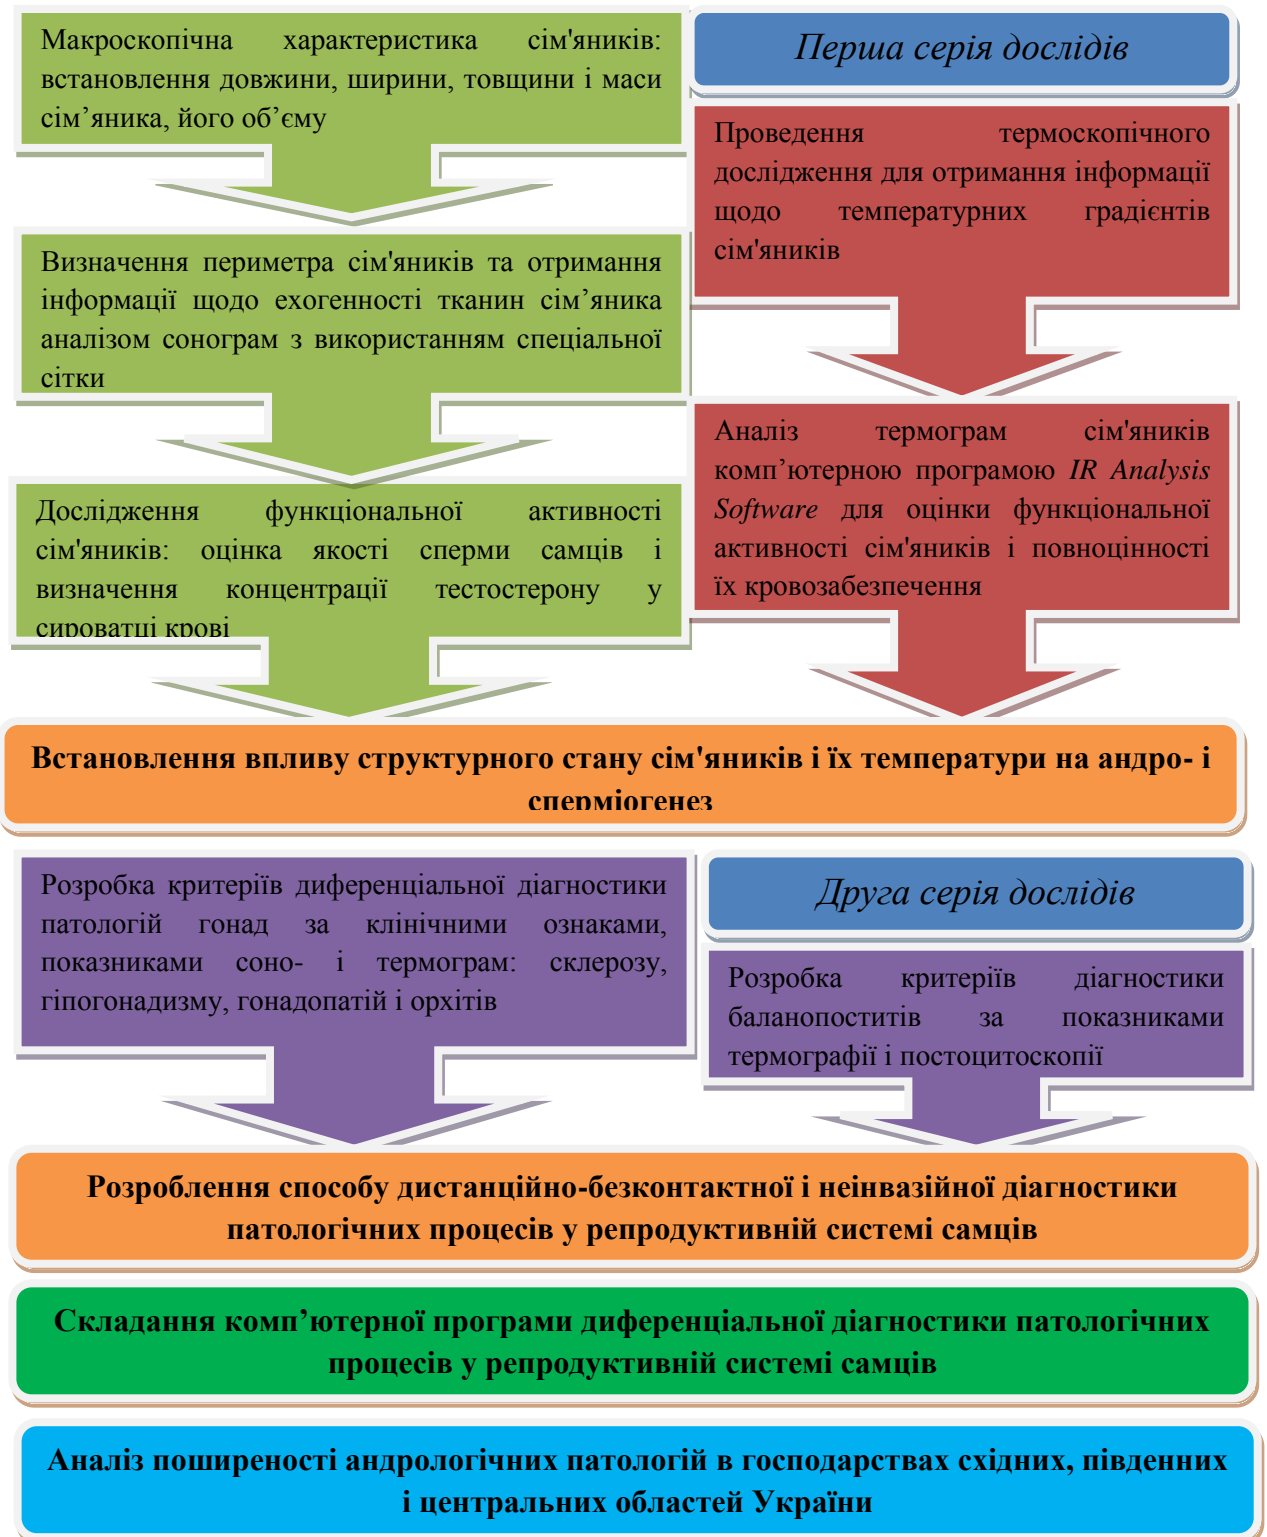 Макроскопічна характеристика сім'яників:
встановлення довжини, ширини, товщини і маси
сім’яника, його об’єму
Перша серія дослідів
Проведення термоскопічного
дослідження для отримання інформації
щодо температурних градієнтів
сім'яників
Визначення периметра сім'яників та отримання
інформації щодо ехогенності тканин сім’яника
аналізом сонограм з використанням спеціальної
сітки
Аналіз термограм сім'яників
комп’ютерною програмою IR Analysis
Software для оцінки функціональної
активності сім'яників і повноцінності
їх кровозабезпечення
Дослідження функціональної активності
сім'яників: оцінка якості сперми самців і
визначення концентрації тестостерону у
сироватці крові
Встановлення впливу структурного стану сім'яників і їх температури на андро- і
сперміогенез
Розробка критеріїв диференціальної діагностики
патологій гонад за клінічними ознаками,
показниками соно- і термограм: склерозу,
гіпогонадизму, гонадопатій і орхітів
Друга серія дослідів
Розробка критеріїв діагностики
баланопоститів за показниками
термографії і постоцитоскопії
Розроблення способу дистанційно-безконтактної і неінвазійної діагностики
патологічних процесів у репродуктивній системі самців
Складання комп’ютерної програми диференціальної діагностики патологічних
процесів у репродуктивній системі самців
Аналіз поширеності андрологічних патологій в господарствах східних, південних
і центральних областей України